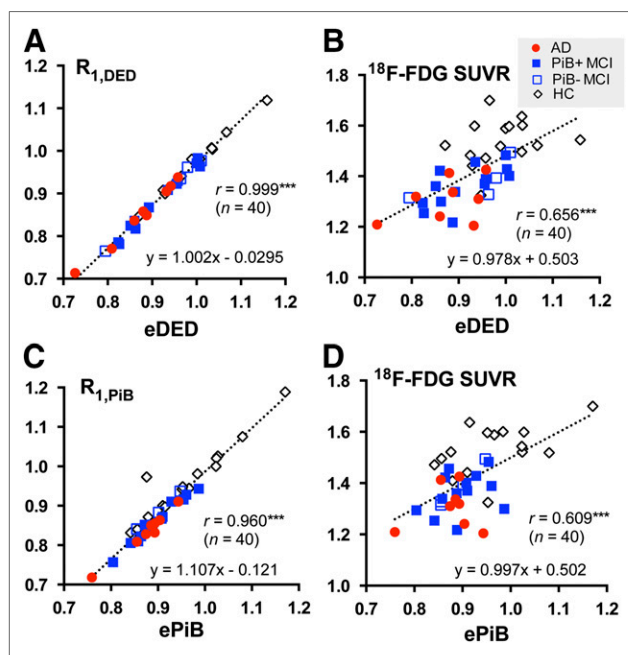 A
R1,DED
1.2
1.1
1.0
0.9
0.8
0.7
0.7 0.8 0.9 1.0 1.1 1.2
eDED
r = 0.999***
(n = 40)
y = 1.002x - 0.0295
B
18F-FDG SUVR
AD
PiB+ MCI
PiB- MCI
HC
1.8
1.6
1.4
1.2
1.0
0.7 0.8 0.9 1.0 1.1 1.2
eDED
r = 0.656***
(n = 40)
y = 0.978x + 0.503
C
R1,PiB
1.2
1.1
1.0
0.9
0.8
0.7
0.7 0.8 0.9 1.0 1.1 1.2
ePiB
r = 0.960***
(n = 40)
y = 1.107x - 0.121
D
18F-FDG SUVR
1.8
1.6
1.4
1.2
1.0
0.7 0.8 0.9 1.0 1.1 1.2
ePiB
r = 0.609***
(n = 40)
y = 0.997x + 0.502